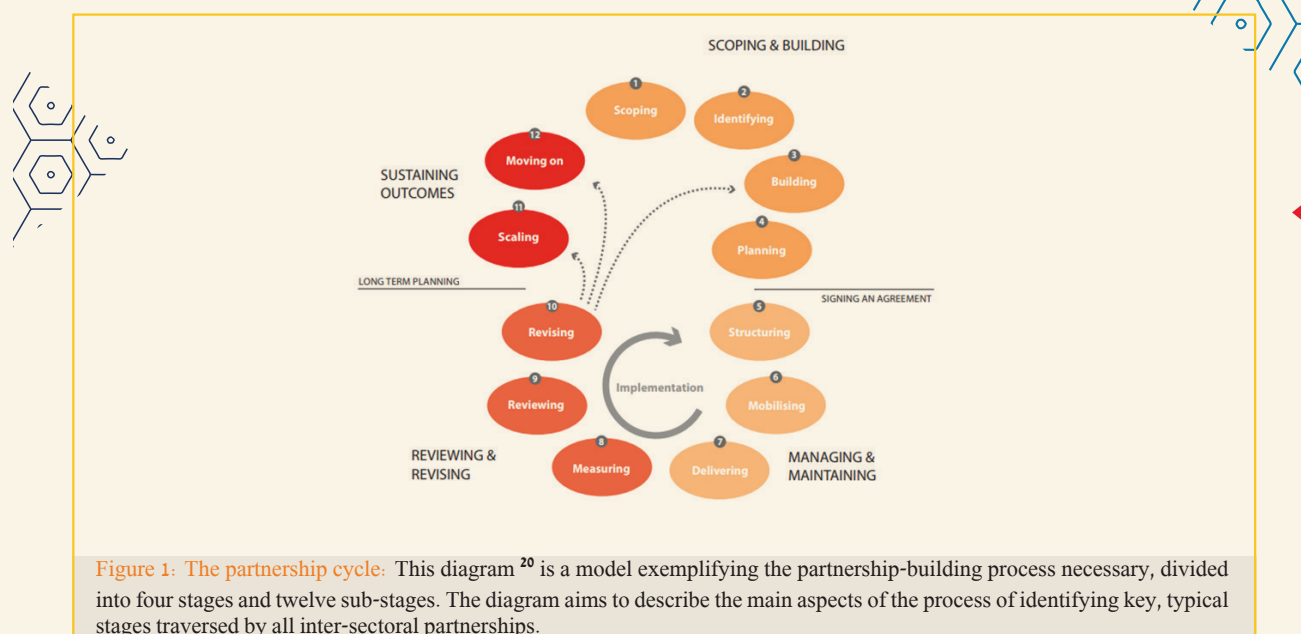 SCOPING & BUILDING
1
Scoping
2
Identifying
3
Building
4
Planning
SIGNING AN AGREEMENT
5
Structuring
6
Mobilising
7
Delivering
MANAGING &
MAINTAINING
Implementation
8
Measuring
9
Reviewing
10
Revising
REVIEWING &
REVISING
LONG TERM PLANNING
11
Scaling
12
Moving on
SUSTAINING
OUTCOMES
Figure 1: The partnership cycle: This diagram 20 is a model exemplifying the partnership-building process necessary, divided
into four stages and twelve sub-stages. The diagram aims to describe the main aspects of the process of identifying key, typical
stages traversed by all inter-sectoral partnerships.